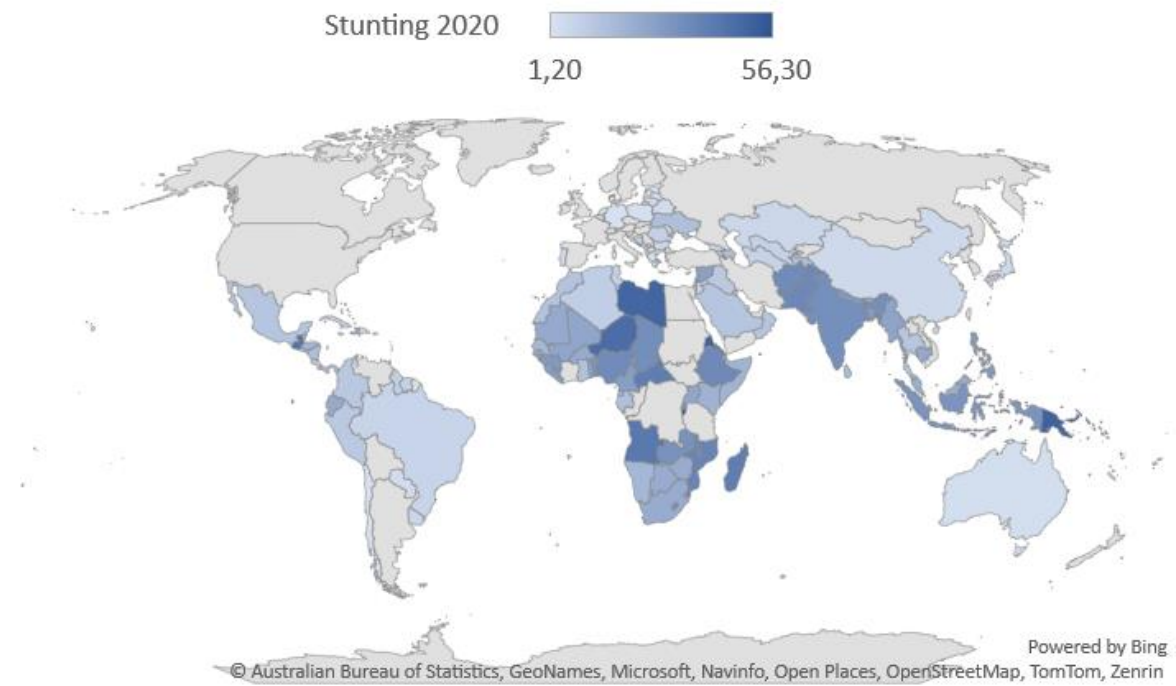 Stunting 2020
1,20 56,30
Powered by Bing
© Australian Bureau of Statistics, GeoNames, Microsoft, Navinfo, Open Places, OpenStreetMap, TomTom, Zenrin